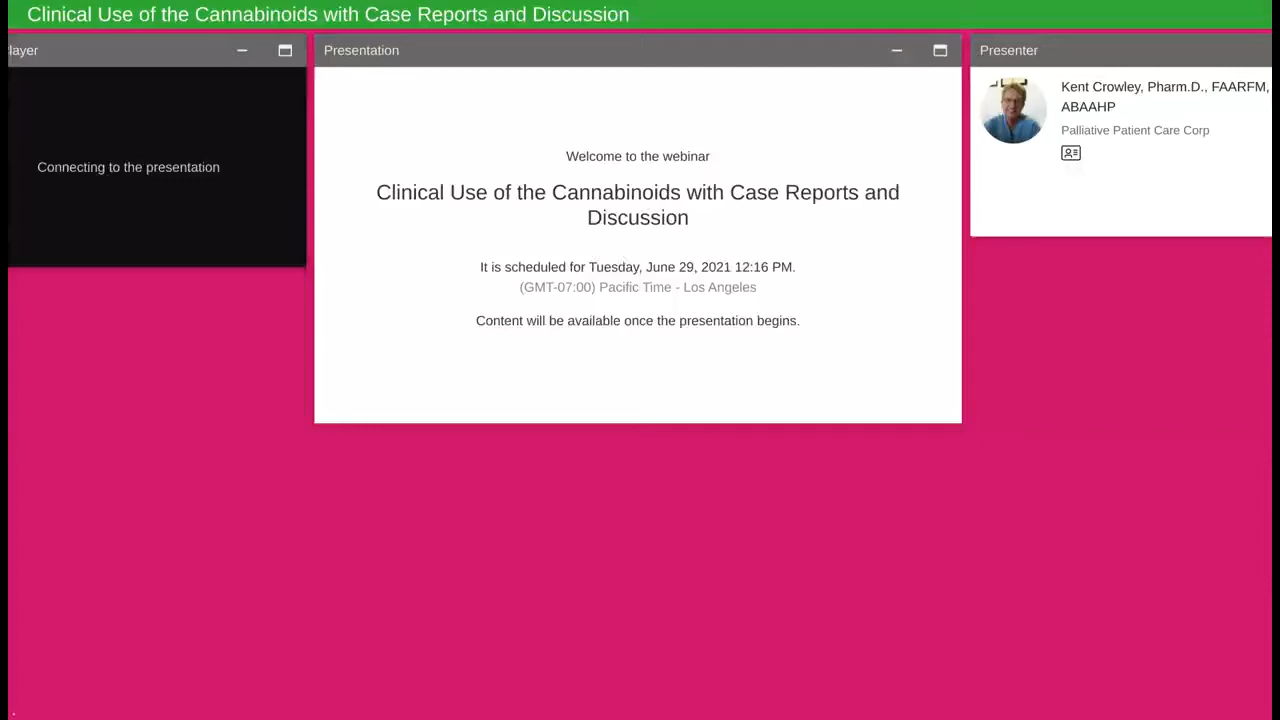 Clinical Use of the Cannabinoids with Case Reports and Discussion
layer
Presentation
Presenter
Connecting to the presentation
Welcome to the webinar
Clinical Use of the Cannabinoids with Case Reports and
Discussion
It is scheduled for Tuesday, June 29, 2021 12:16 PM.
(GMT-07:00) Pacific Time - Los Angeles
Content will be available once the presentation begins.
Kent Crowley, Pharm.D., FAARFM,
ABAAHP
Palliative Patient Care Corp